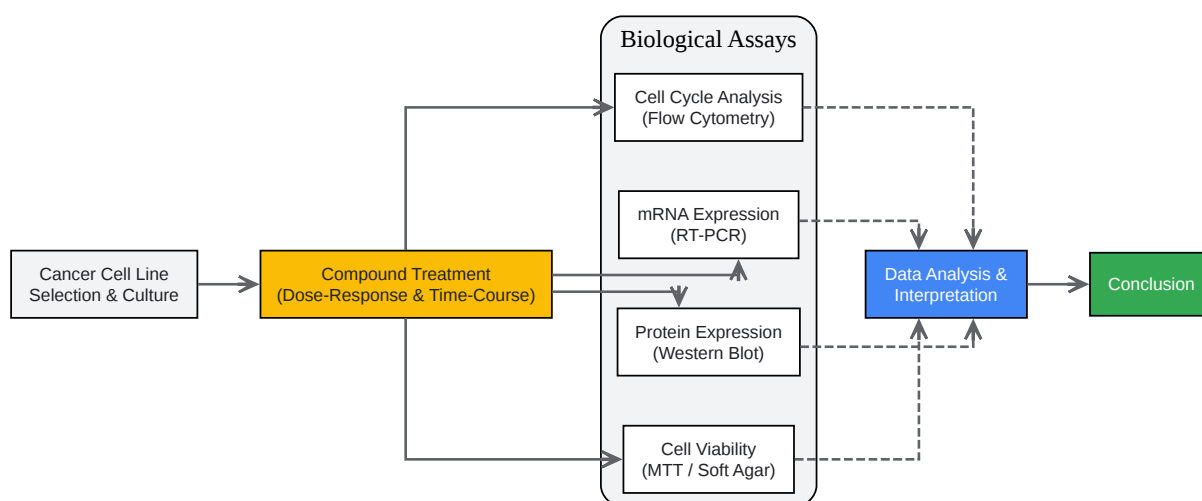 Biological Assays
Cell Cycle Analysis
(Flow Cytometry)
mRNA Expression
(RT-PCR)
Cancer Cell Line
Selection & Culture
Compound Treatment
(Dose-Response & Time-Course)
Data Analysis &
Interpretation
Conclusion
Protein Expression
(Western Blot)
Cell Viability
(MTT / Soft Agar)